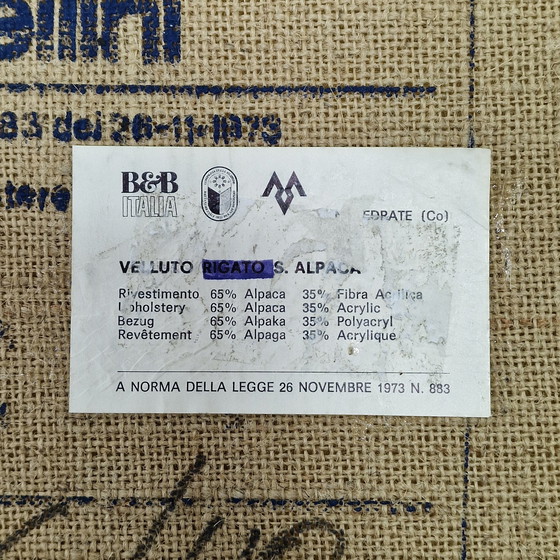 ellini
883 del 26-11-1973
B&B
ITALIA
EDRATE (Co)
VELLUTO RIGATO S. ALPACA
Rivestimento 65% Alpaca 35% Fibra Acrilica
Upholstery 65% Alpaca 35% Acrylic
Bezug 65% Alpaka 35% Polyacryl
Revêtement 65% Alpaga 35% Acrylique
A NORMA DELLA LEGGE 26 NOVEMBRE 1973 N. 883